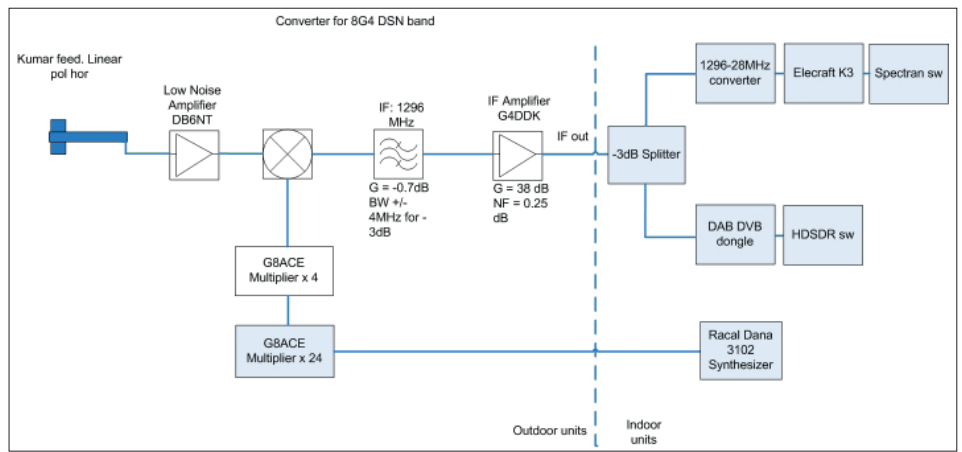 Converter for 8G4 DSN band
Kumar feed. Linear
pol hor
Low Noise
Amplifier
DB6NT
IF: 1296
MHz
G = -0.7dB
BW +/-
4MHz for -
3dB
IF Amplifier
G4DDK
G = 38 dB
NF = 0.25
dB
IF out
-3dB Splitter
1296-28MHz
converter
Elecraft K3
Spectran sw
DAB DVB
dongle
HDSDR sw
G8ACE
Multiplier x 4
G8ACE
Multiplier x 24
Racal Dana
3102
Synthesizer
Outdoor units
Indoor
units